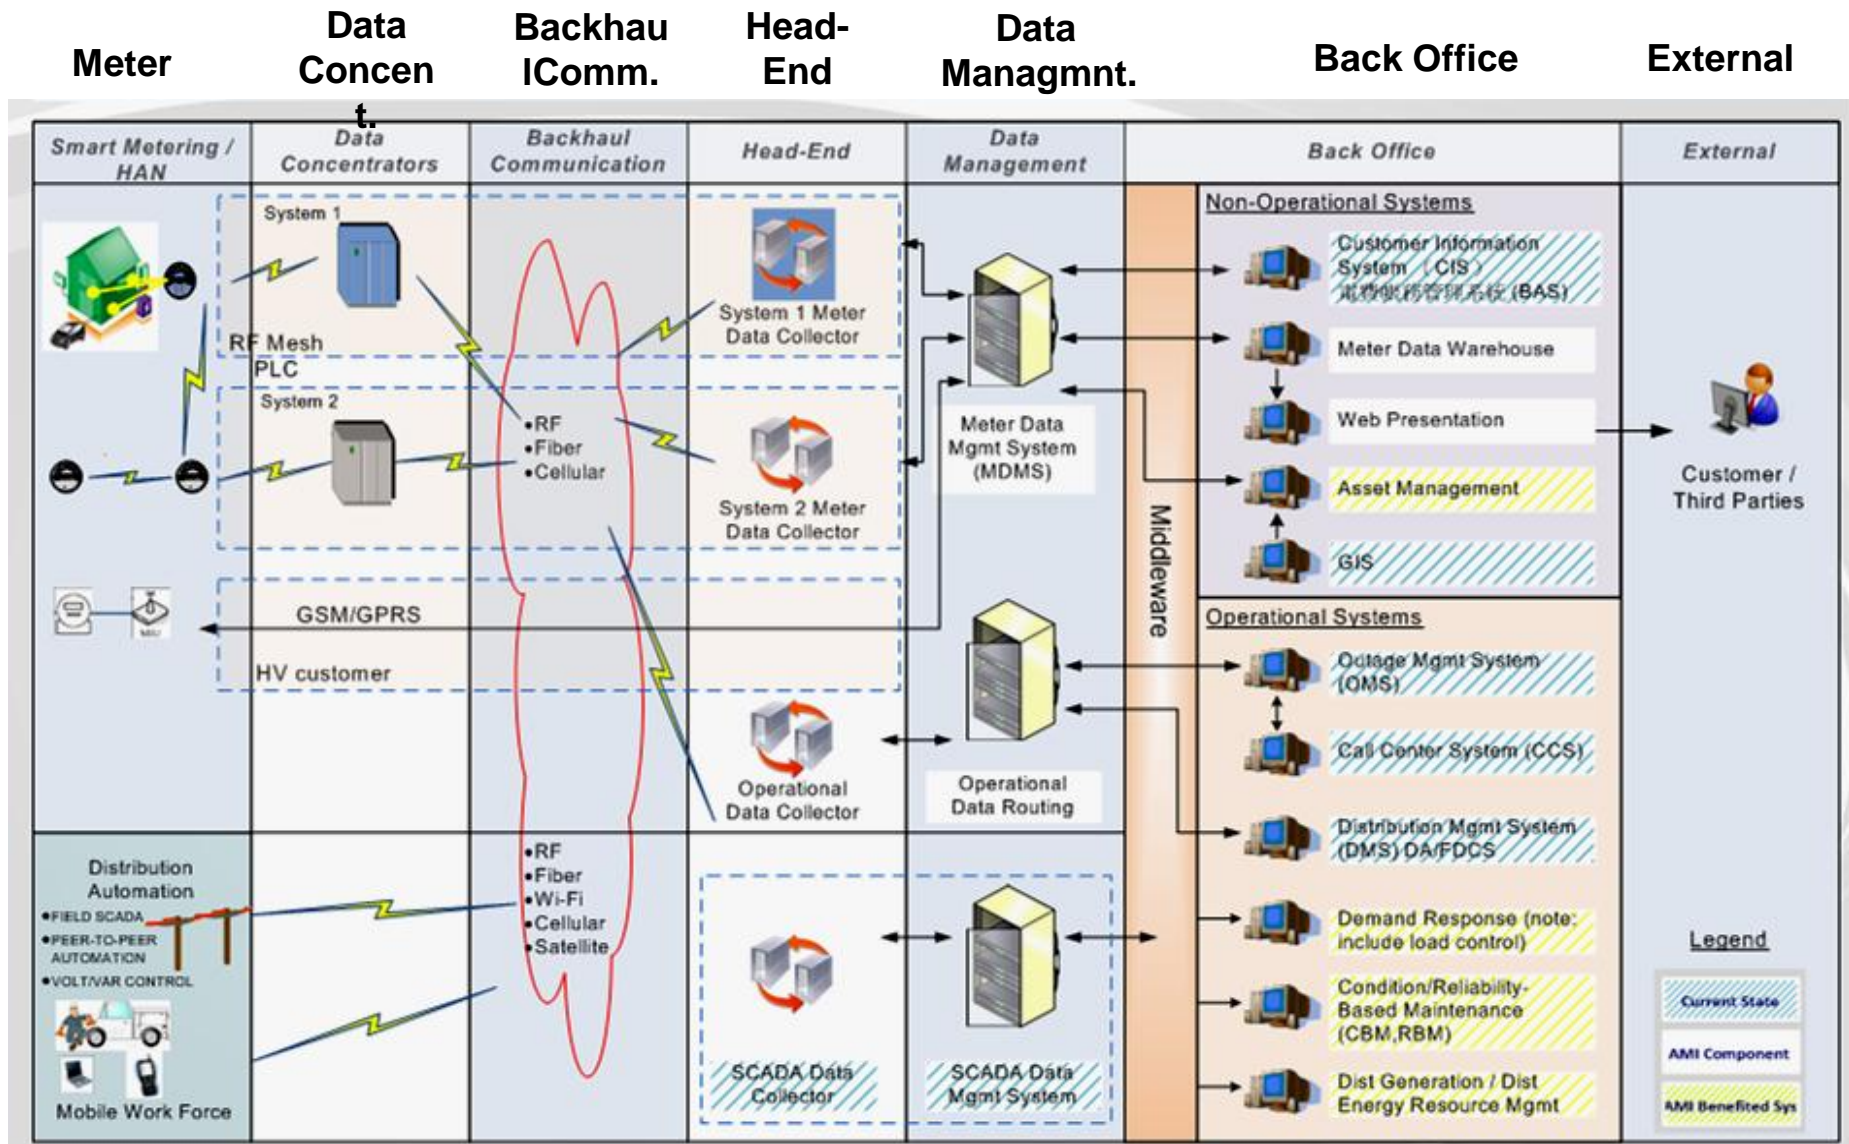 Meter
Data
Concen
t.
Backhau
lComm.
Head-
End
Data
Managmnt.
Back Office
External
Smart Metering /
HAN
Data
Concentrators
Backhaul
Communication
Head-End
Data
Management
Back Office
External
System 1
RF Mesh
PLC
System 2
•RF
•Fiber
•Cellular
System 1 Meter
Data Collector
System 2 Meter
Data Collector
Meter Data
Mgmt System
(MDMS)
GSM/GPRS
HV customer
Operational
Data Collector
Operational
Data Routing
Middleware
Non-Operational Systems
Customer Information
System （CIS）
(BAS)
Meter Data Warehouse
Web Presentation
Asset Management
GIS
Operational Systems
Outage Mgmt System
(OMS)
Call Center System (CCS)
Distribution Mgmt System
(DMS) DA/FDCS
Demand Response (note:
include load control)
Condition/Reliability-
Based Maintenance
(CBM,RBM)
Dist Generation / Dist
Energy Resource Mgmt
Customer /
Third Parties
Distribution
Automation
•FIELD SCADA
•PEER-TO-PEER
AUTOMATION
•VOLT/VAR CONTROL
Mobile Work Force
•RF
•Fiber
•Wi-Fi
•Cellular
•Satellite
SCADA Data
Collector
SCADA Data
Mgmt System
Legend
Current State
AMI Component
AMI Benefited Sys